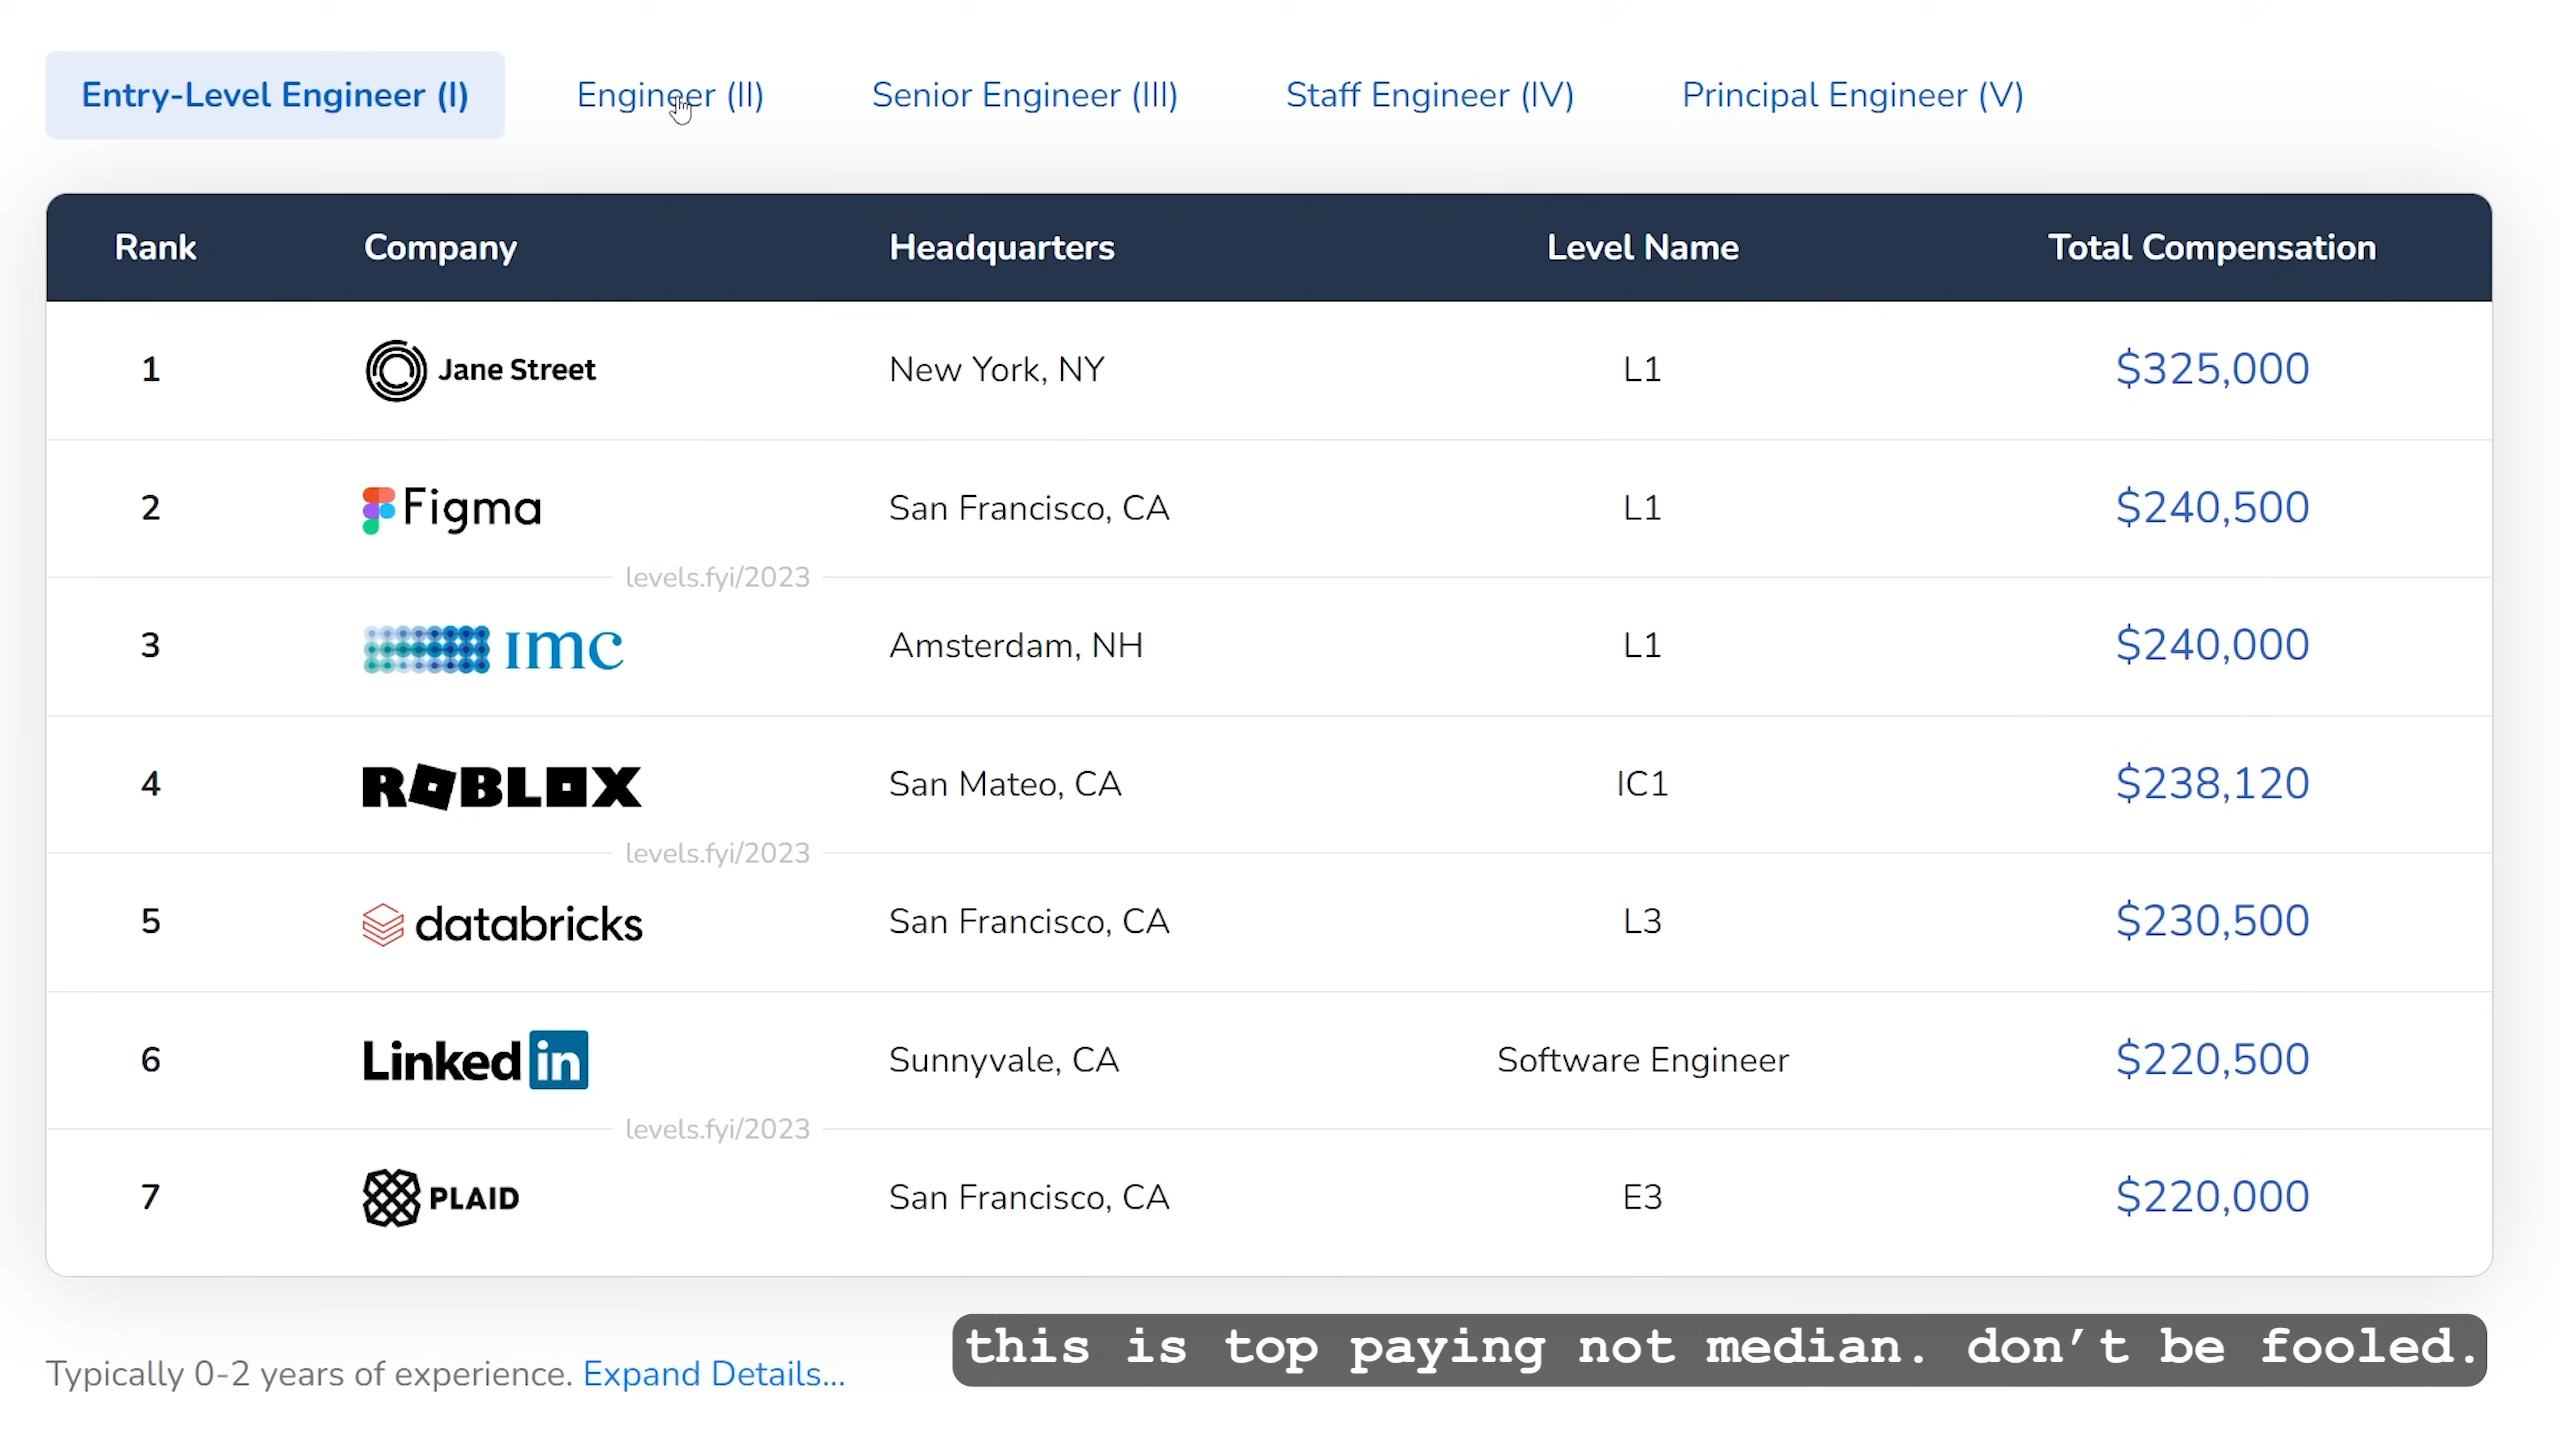 Entry-Level Engineer (I) Engineer (II) Senior Engineer (III) Staff Engineer (IV) Principal Engineer (V)
Rank Company Headquarters Level Name Total Compensation
1 Jane Street New York, NY L1 $325,000
2 Figma San Francisco, CA L1 $240,500
levels.fyi/2023
3 imc Amsterdam, NH L1 $240,000
4 ROBLOX San Mateo, CA IC1 $238,120
levels.fyi/2023
5 databricks San Francisco, CA L3 $230,500
6 Linked in Sunnyvale, CA Software Engineer $220,500
levels.fyi/2023
7 PLAID San Francisco, CA E3 $220,000
this is top paying not median. don’t be fooled.
Typically 0-2 years of experience. Expand Details...